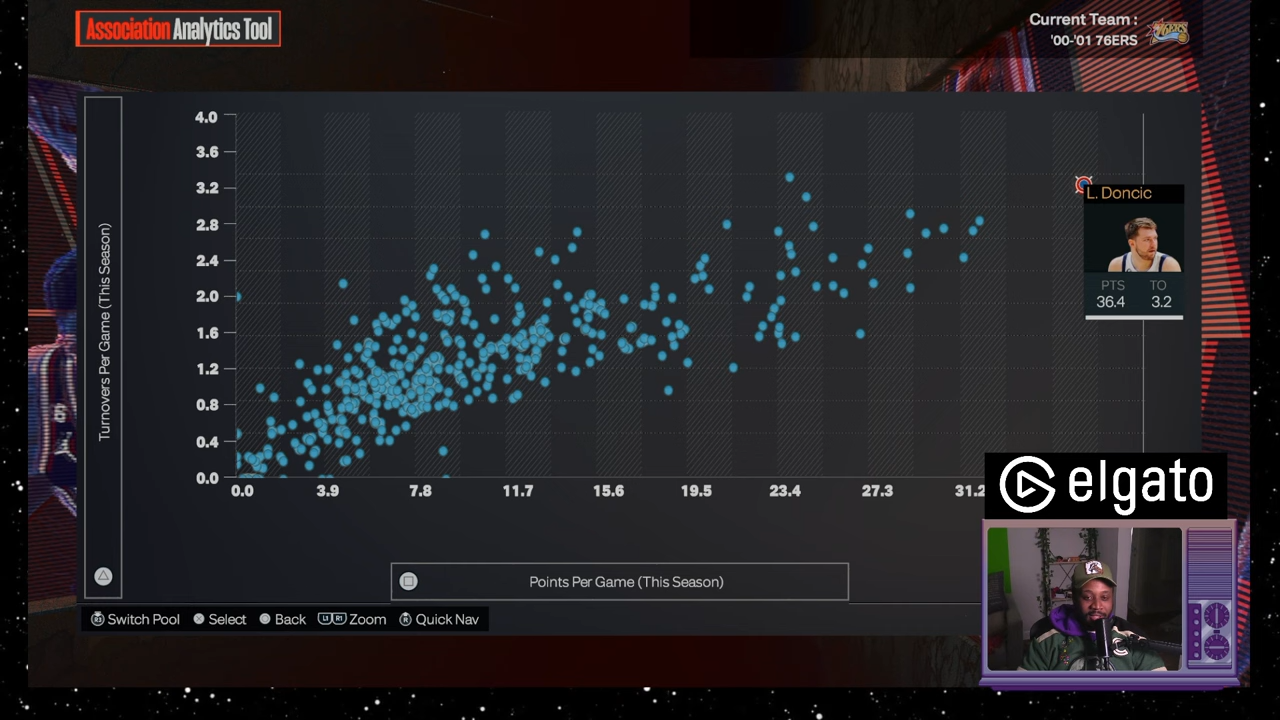 Association Analytics Tool
Current Team :
'00-'01 76ERS
Turnovers Per Game (This Season)
4.0
3.6
3.2
2.8
2.4
2.0
1.6
1.2
0.8
0.4
0.0
0.0 3.9 7.8 11.7 15.6 19.5 23.4 27.3 31.2
L. Doncic
PTS TO
36.4 3.2
Points Per Game (This Season)
Switch Pool Select Back L1 R1 Zoom R Quick Nav
elgato